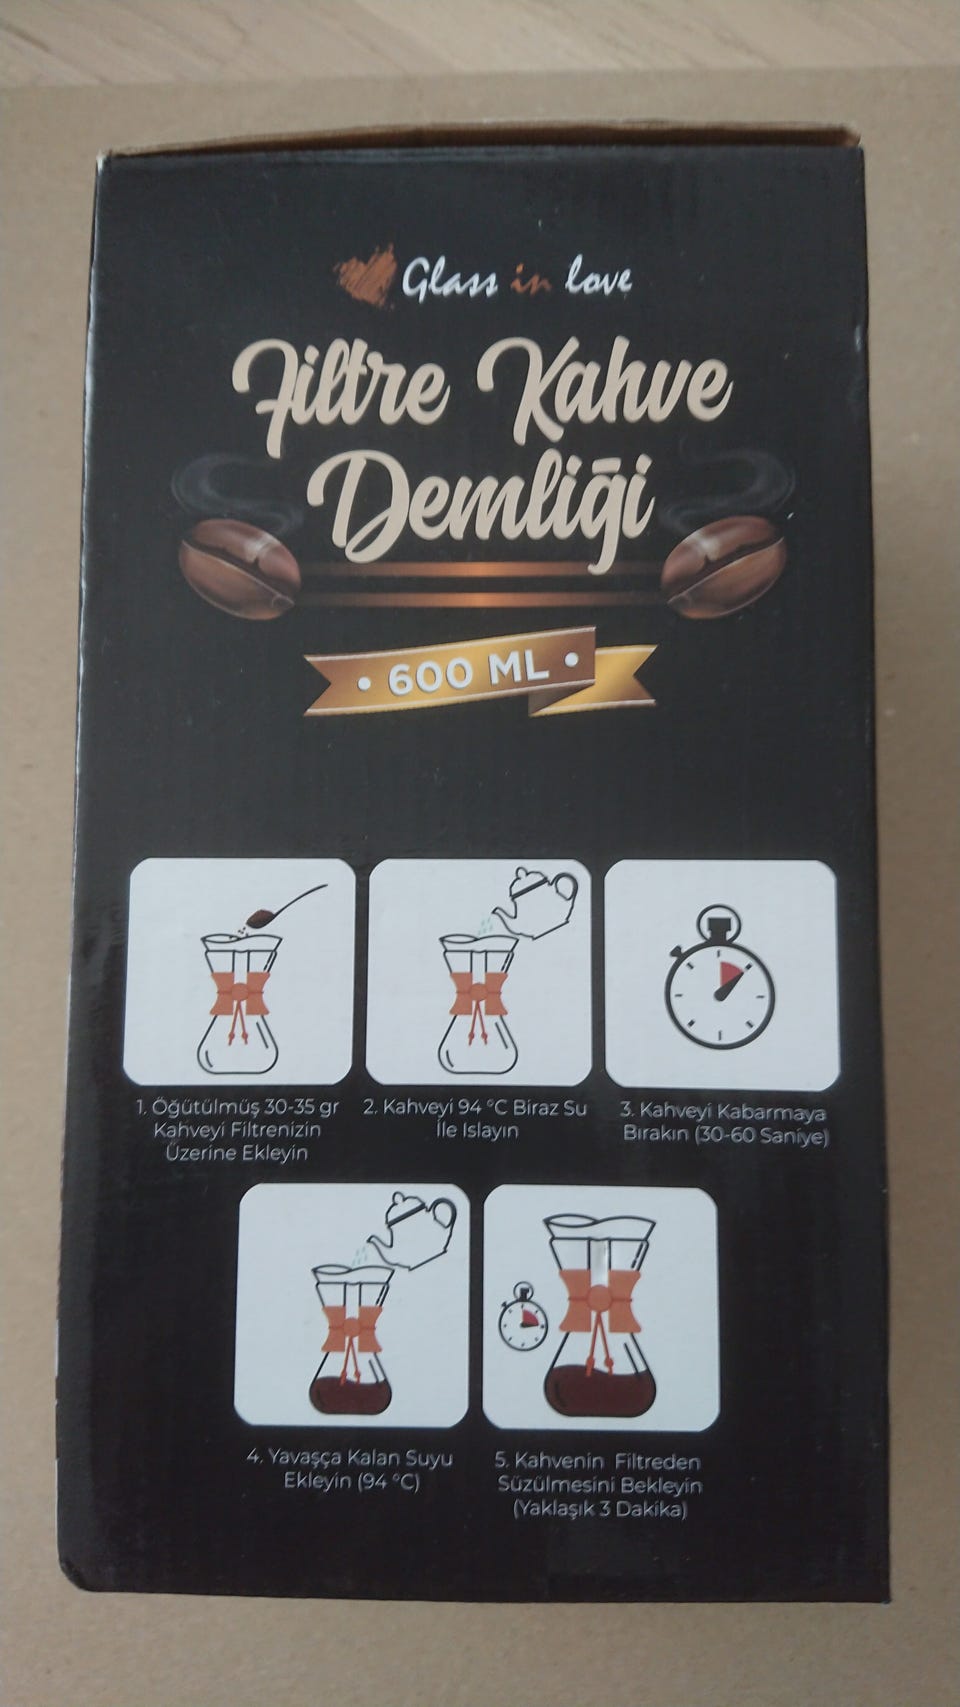 Glass in love
Filtre Kahve
Demliği
• 600 ML •
1. Öğütülmüş 30-35 gr
Kahveyi Filtrenizin
Üzerine Ekleyin
2. Kahveyi 94 °C Biraz Su
İle Islayın
3. Kahveyi Kabarmaya
Bırakın (30-60 Saniye)
4. Yavaşça Kalan Suyu
Ekleyin (94 °C)
5. Kahvenin Filtreden
Süzülmesini Bekleyin
(Yaklaşık 3 Dakika)